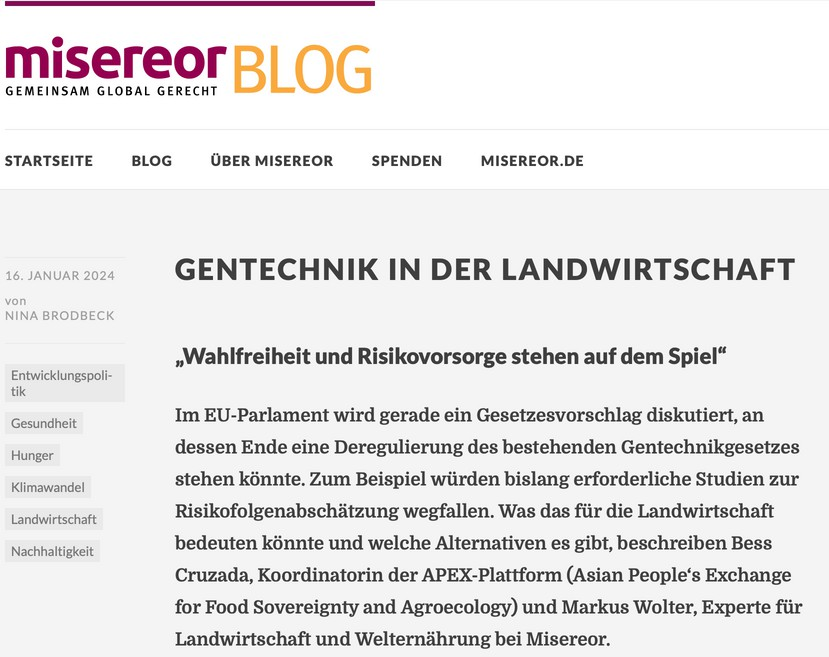 misereor BLOG
GEMEINSAM GLOBAL GERECHT
STARTSEITE BLOG ÜBER MISEREOR SPENDEN MISEREOR.DE
16. JANUAR 2024
von
NINA BRODBECK
Entwicklungspoli-
tik
Gesundheit
Hunger
Klimawandel
Landwirtschaft
Nachhaltigkeit
GENTECHNIK IN DER LANDWIRTSCHAFT
„Wahlfreiheit und Risikovorsorge stehen auf dem Spiel“
Im EU-Parlament wird gerade ein Gesetzesvorschlag diskutiert, an
dessen Ende eine Deregulierung des bestehenden Gentechnikgesetzes
stehen könnte. Zum Beispiel würden bislang erforderliche Studien zur
Risikofolgenabschätzung wegfallen. Was das für die Landwirtschaft
bedeuten könnte und welche Alternativen es gibt, beschreiben Bess
Cruzada, Koordinatorin der APEX-Plattform (Asian People‘s Exchange
for Food Sovereignty and Agroecology) und Markus Wolter, Experte für
Landwirtschaft und Welternährung bei Misereor.